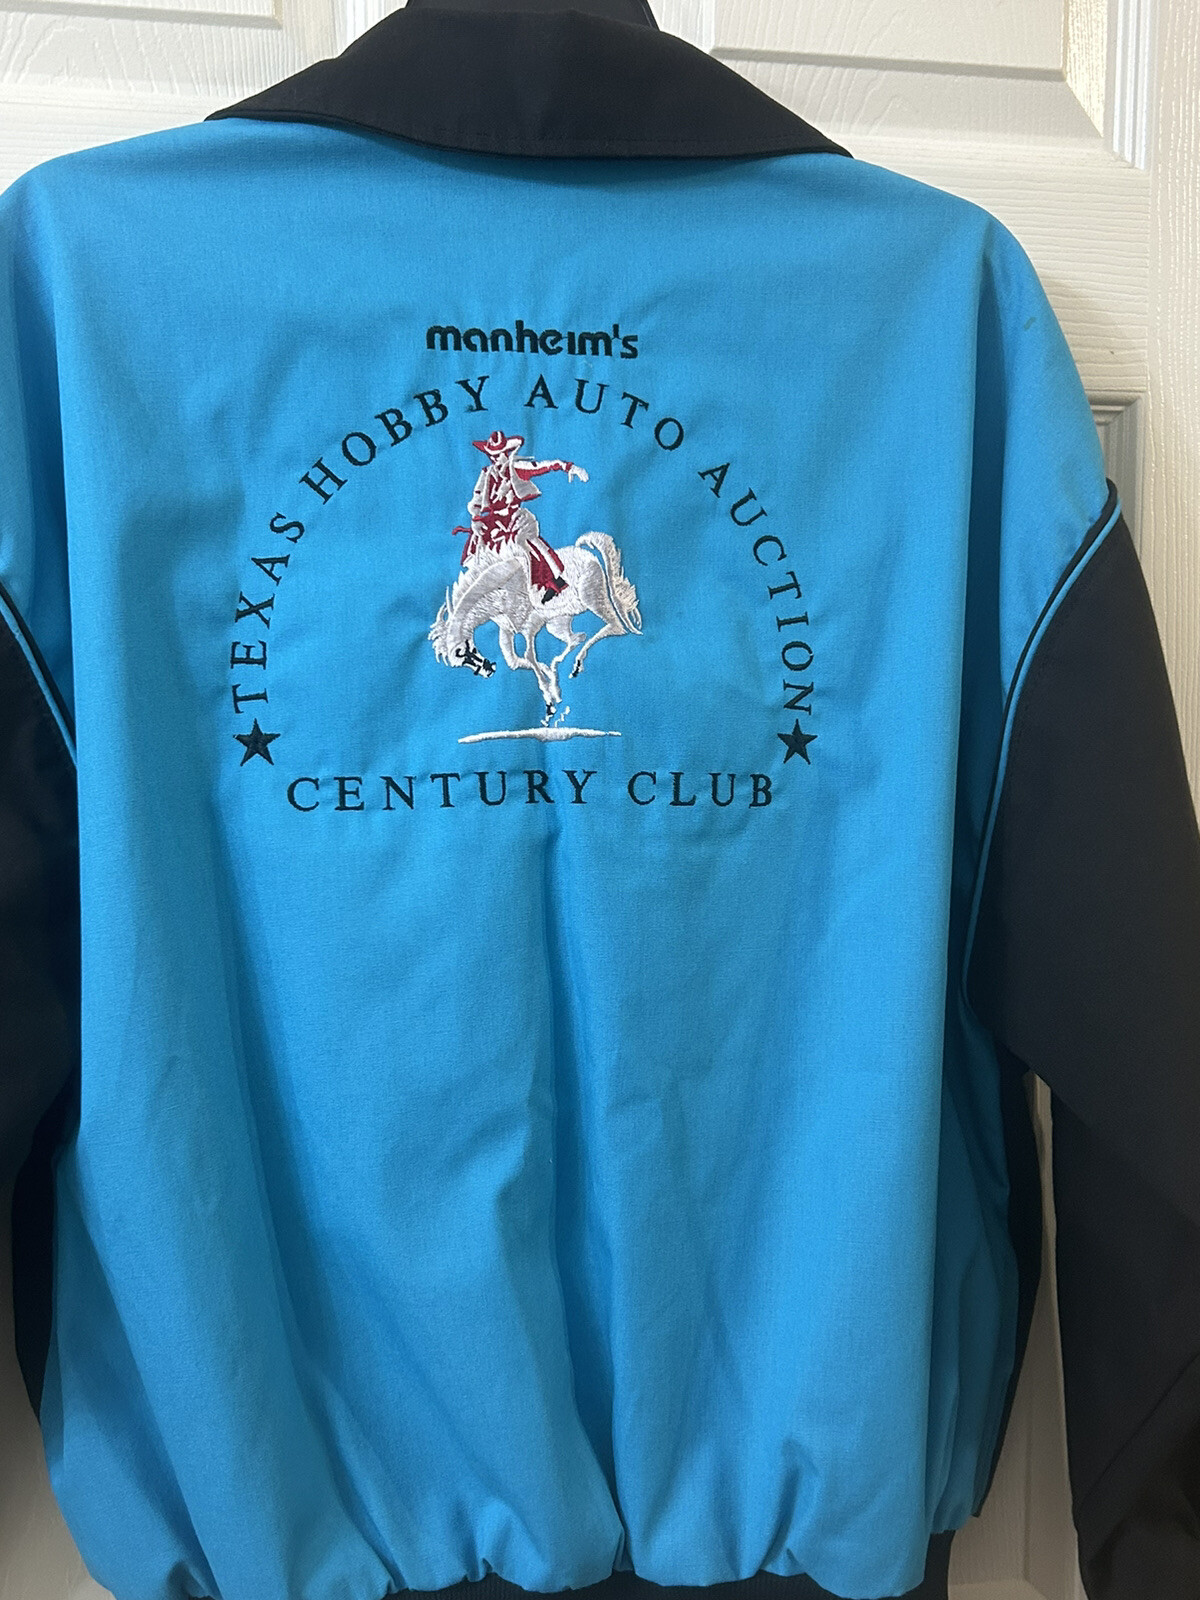 manheim's
TEXAS HOBBY AUTO AUCTION
CENTURY CLUB